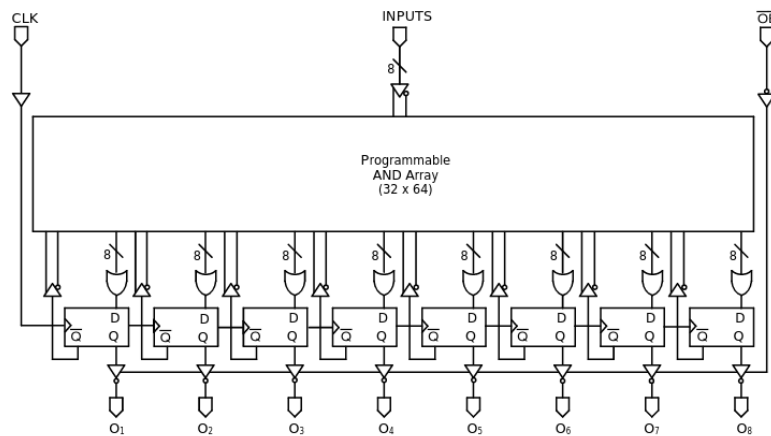 CLK INPUTS OE
8
Programmable
AND Array
(32 x 64)
8 8 8 8 8 8 8
D D D D D D D D
Q̅ Q Q̅ Q Q̅ Q Q̅ Q Q̅ Q Q̅ Q Q̅ Q Q̅ Q
O₁ O₂ O₃ O₄ O₅ O₆ O₇ O₈